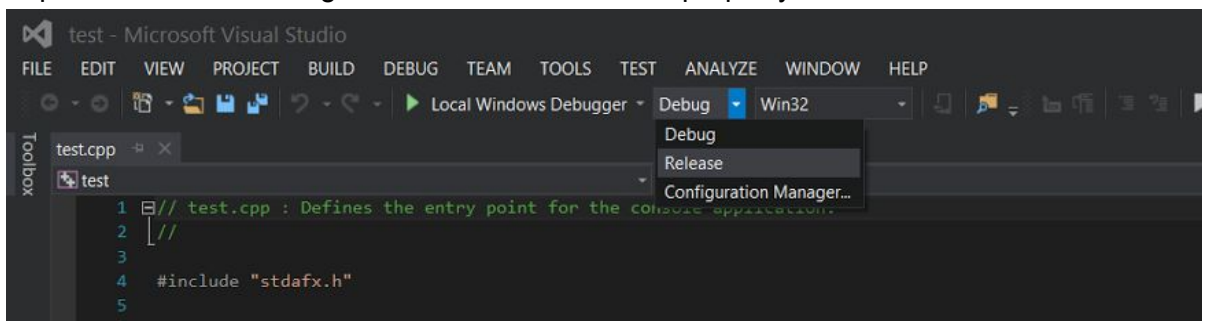 test - Microsoft Visual Studio
FILE EDIT VIEW PROJECT BUILD DEBUG TEAM TOOLS TEST ANALYZE WINDOW HELP
Local Windows Debugger Debug Win32
Debug
Release
Configuration Manager...
Toolbox
test.cpp
test
1 // test.cpp : Defines the entry point for the console application.
2 //
3
4 #include "stdafx.h"
5